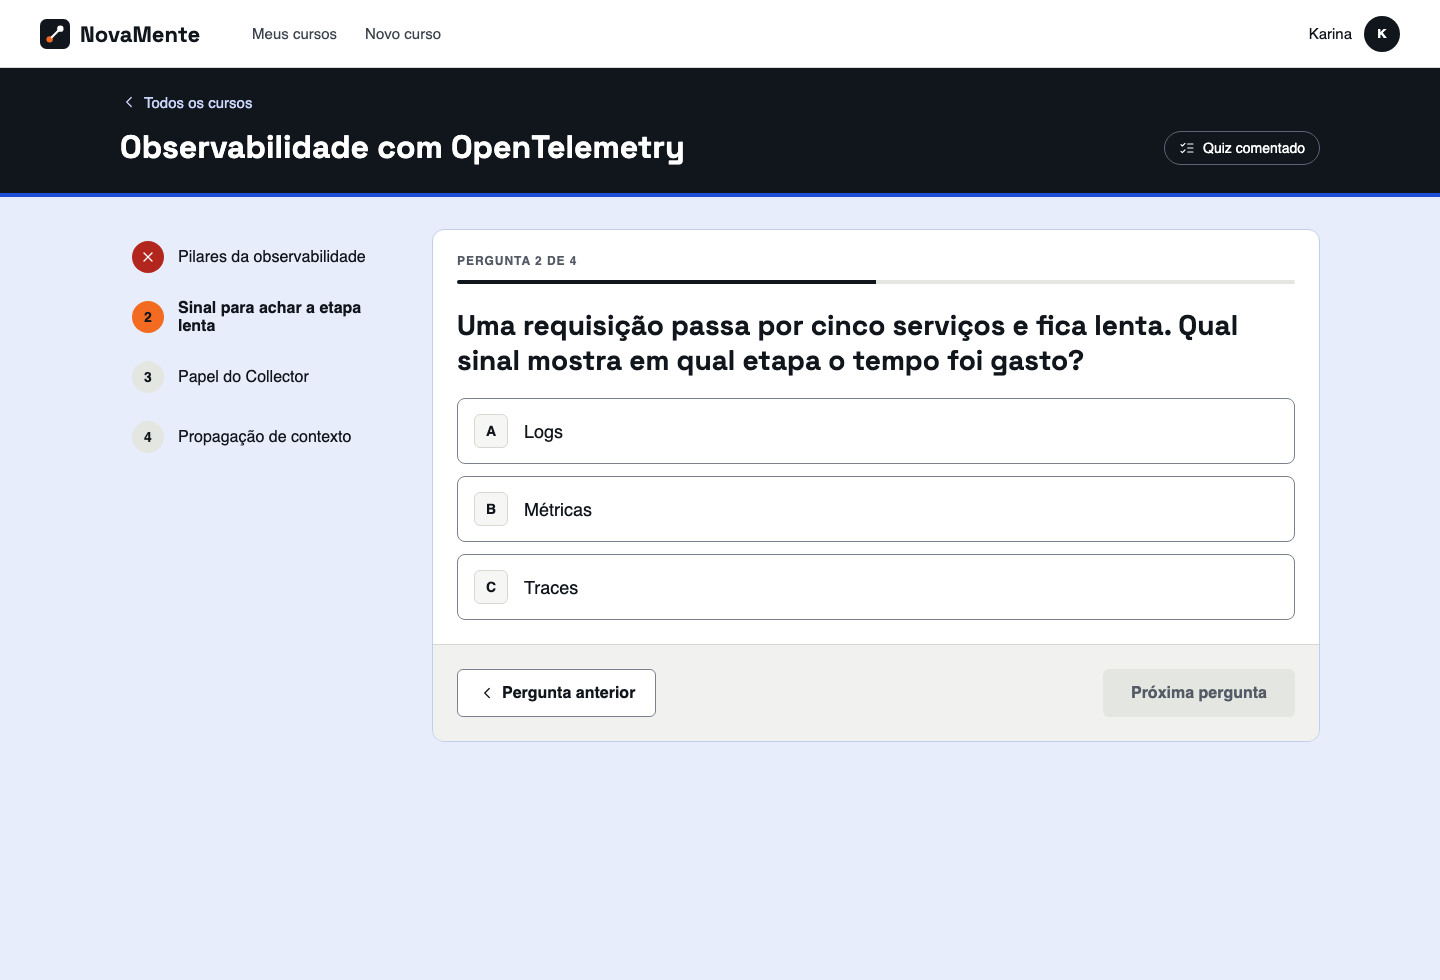 NovaMente
Meus cursos
Novo curso
Karina
K
Todos os cursos
Observabilidade com OpenTelemetry
Quiz comentado
Pilares da observabilidade
2
Sinal para achar a etapa
lenta
3
Papel do Collector
4
Propagação de contexto
PERGUNTA 2 DE 4
Uma requisição passa por cinco serviços e fica lenta. Qual
sinal mostra em qual etapa o tempo foi gasto?
A
Logs
B
Métricas
C
Traces
Pergunta anterior
Próxima pergunta